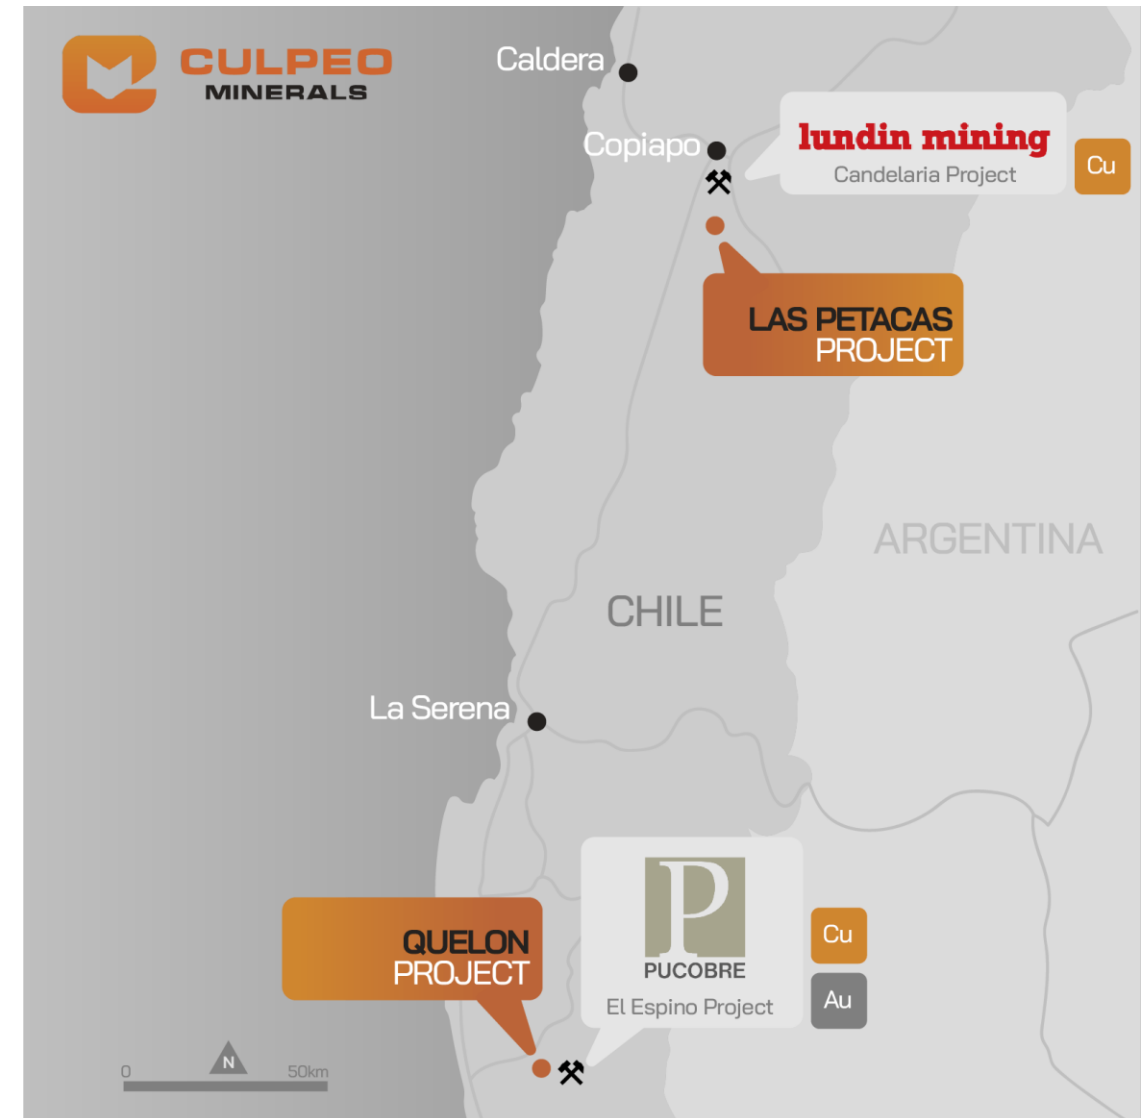 CULPEO
MINERALS
Caldera
Copiapo
lundin mining
Candelaria Project
Cu
LAS PETACAS
PROJECT
ARGENTINA
CHILE
La Serena
QUELON
PROJECT
P
PUCOBRE
El Espino Project
Cu
Au
0
N
50km